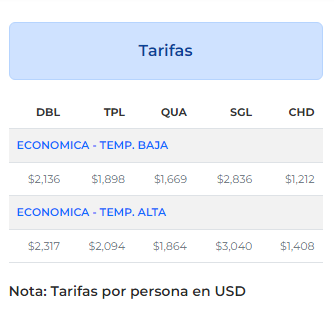 Tarifas
DBL TPL QUA SGL CHD
ECONOMICA - TEMP. BAJA
$2,136 $1,898 $1,669 $2,836 $1,212
ECONOMICA - TEMP. ALTA
$2,317 $2,094 $1,864 $3,040 $1,408
Nota: Tarifas por persona en USD